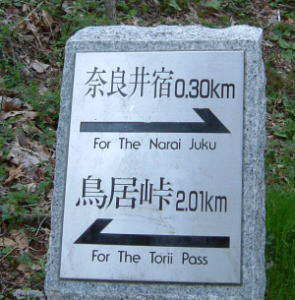 奈良井宿0.30km
For The Narai Juku
鳥居峠2.01km
For The Torii Pass